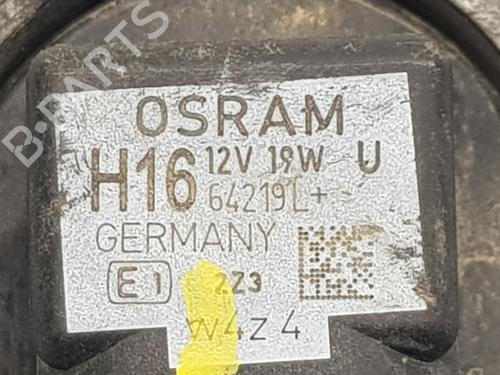 B-PARTS
OSRAM
H16 12V 19W U
64219L+
GERMANY
E1 2Z3
W4Z4